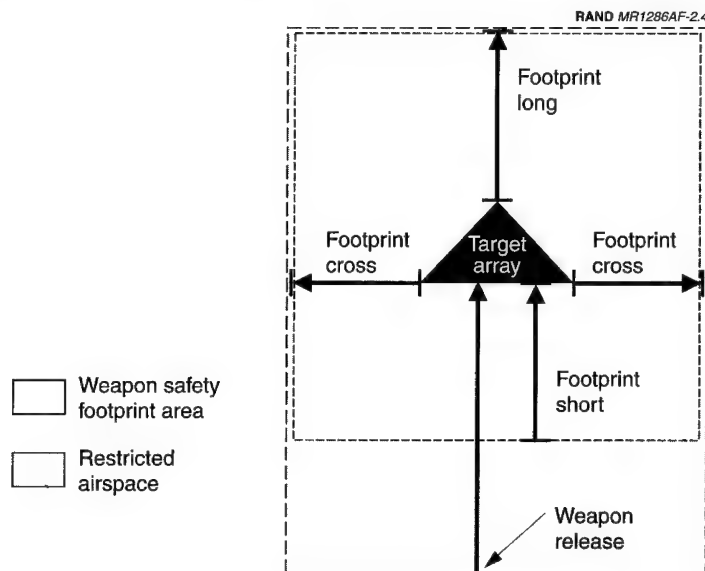 RAND MR1286AF-2.4
Footprint
long
Footprint
cross
Target
array
Footprint
cross
Footprint
short
Weapon safety
footprint area
Restricted
airspace
Weapon
release